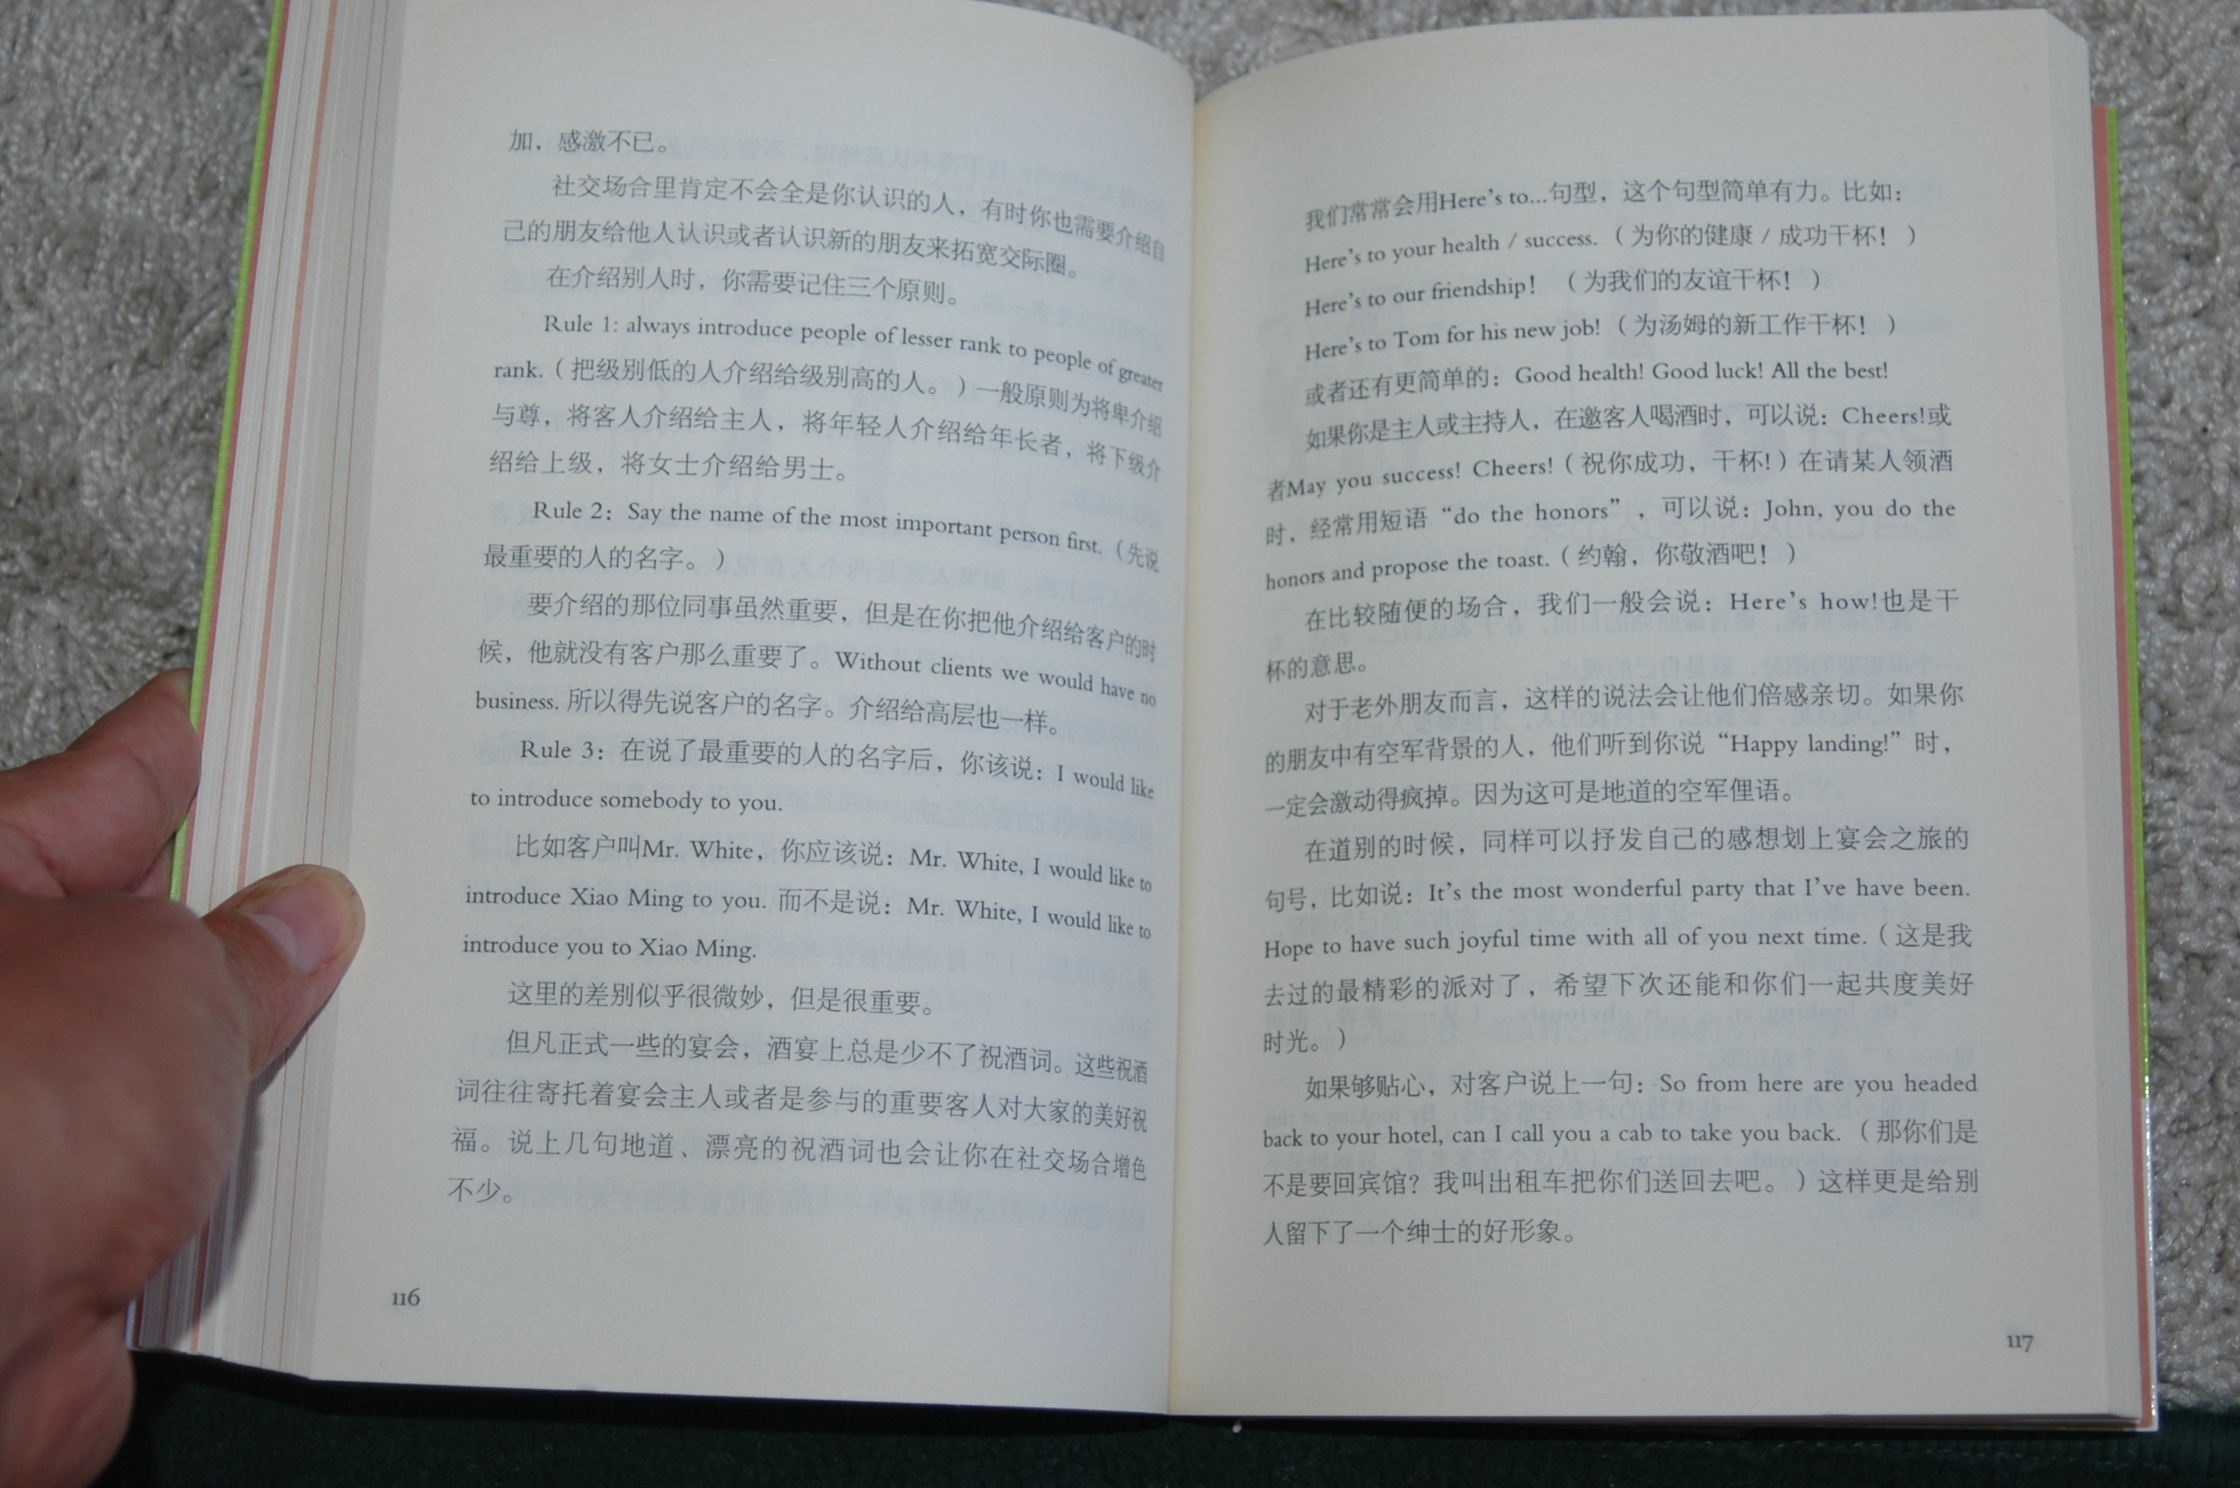 加，感激不已。
社交场合里肯定不会全是你认识的人，有时你也需要介绍自
己的朋友给他人认识或者认识新的朋友来拓宽交际圈。
在介绍别人时，你需要记住三个原则。
Rule 1: always introduce people of lesser rank to people of greater
rank.（把级别低的人介绍给级别高的人。）一般原则为将卑介绍
与尊，将客人介绍给主人，将年轻人介绍给年长者，将下级介
绍给上级，将女士介绍给男士。
Rule 2：Say the name of the most important person first.（先说
最重要的人的名字。）
要介绍的那位同事虽然重要，但是在你把他介绍给客户的时
候，他就没有客户那么重要了。Without clients we would have no
business. 所以得先说客户的名字。介绍给高层也一样。
Rule 3：在说了最重要的人的名字后，你该说：I would like
to introduce somebody to you.
比如客户叫Mr. White，你应该说：Mr. White, I would like to
introduce Xiao Ming to you. 而不是说：Mr. White, I would like to
introduce you to Xiao Ming.
这里的差别似乎很微妙，但是很重要。
但凡正式一些的宴会，酒宴上总是少不了祝酒词。这些祝酒
词往往寄托着宴会主人或者是参与的重要客人对大家的美好祝
福。说上几句地道、漂亮的祝酒词也会让你在社交场合增色
不少。
116
我们常常会用Here's to...句型，这个句型简单有力。比如：
Here's to your health / success.（为你的健康 / 成功干杯！）
Here's to our friendship！（为我们的友谊干杯！）
Here's to Tom for his new job!（为汤姆的新工作干杯！）
或者还有更简单的：Good health! Good luck! All the best!
如果你是主人或主持人，在邀客人喝酒时，可以说：Cheers!或
者May you success! Cheers!（祝你成功，干杯!）在请某人领酒
时，经常用短语“do the honors”，可以说：John, you do the
honors and propose the toast.（约翰，你敬酒吧！）
在比较随便的场合，我们一般会说：Here's how!也是干
杯的意思。
对于老外朋友而言，这样的说法会让他们倍感亲切。如果你
的朋友中有空军背景的人，他们听到你说“Happy landing!”时，
一定会激动得疯掉。因为这可是地道的空军俚语。
在道别的时候，同样可以抒发自己的感想划上宴会之旅的
句号，比如说：It's the most wonderful party that I've have been.
Hope to have such joyful time with all of you next time.（这是我
去过的最精彩的派对了，希望下次还能和你们一起共度美好
时光。）
如果够贴心，对客户说上一句：So from here are you headed
back to your hotel, can I call you a cab to take you back.（那你们是
不是要回宾馆？我叫出租车把你们送回去吧。）这样更是给别
人留下了一个绅士的好形象。
117